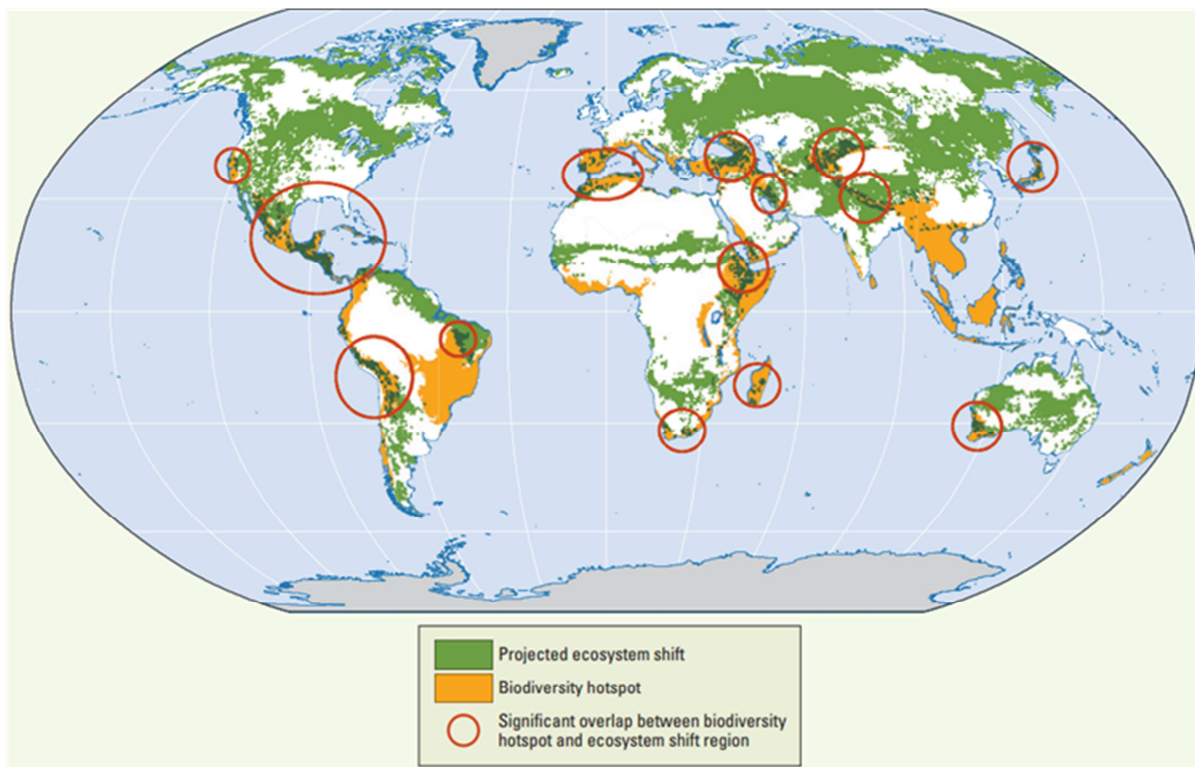 Projected ecosystem shift
Biodiversity hotspot
Significant overlap between biodiversity
hotspot and ecosystem shift region